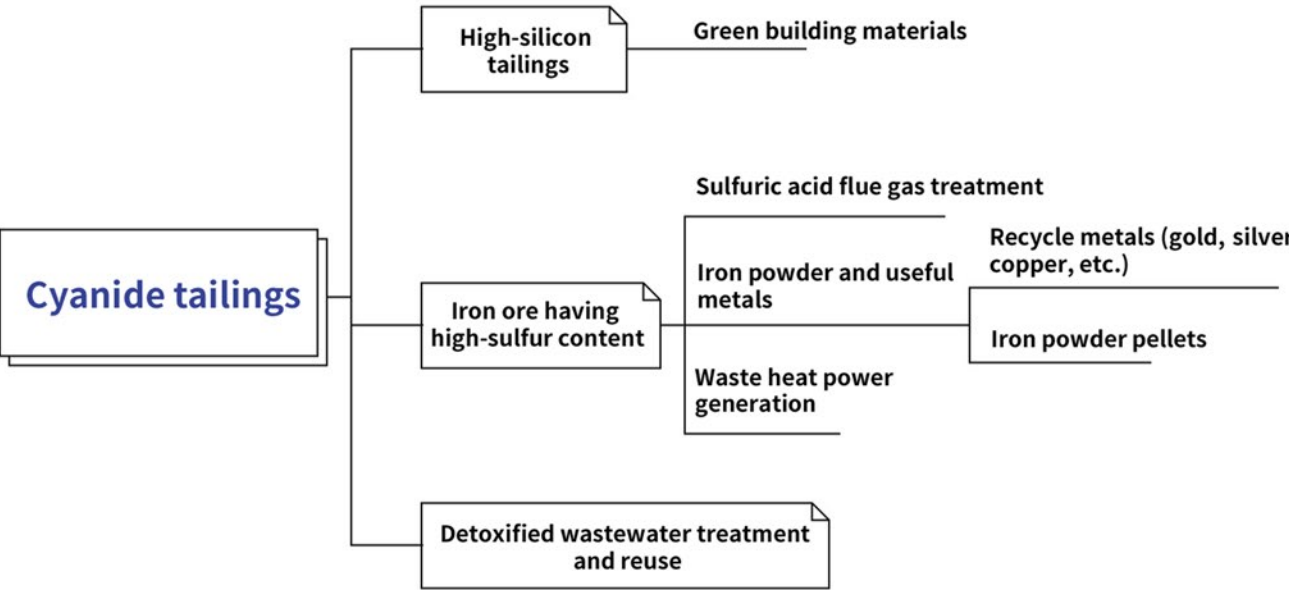 High-silicon
tailings
Green building materials
Cyanide tailings
Iron ore having
high-sulfur content
Sulfuric acid flue gas treatment
Iron powder and useful
metals
Waste heat power
generation
Recycle metals (gold, silver
copper, etc.)
Iron powder pellets
Detoxified wastewater treatment
and reuse